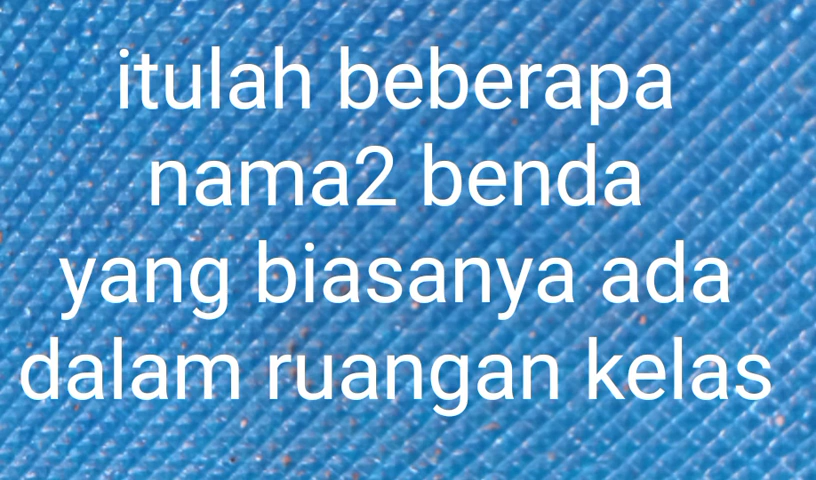 itulah beberapa
nama2 benda
yang biasanya ada
dalam ruangan kelas